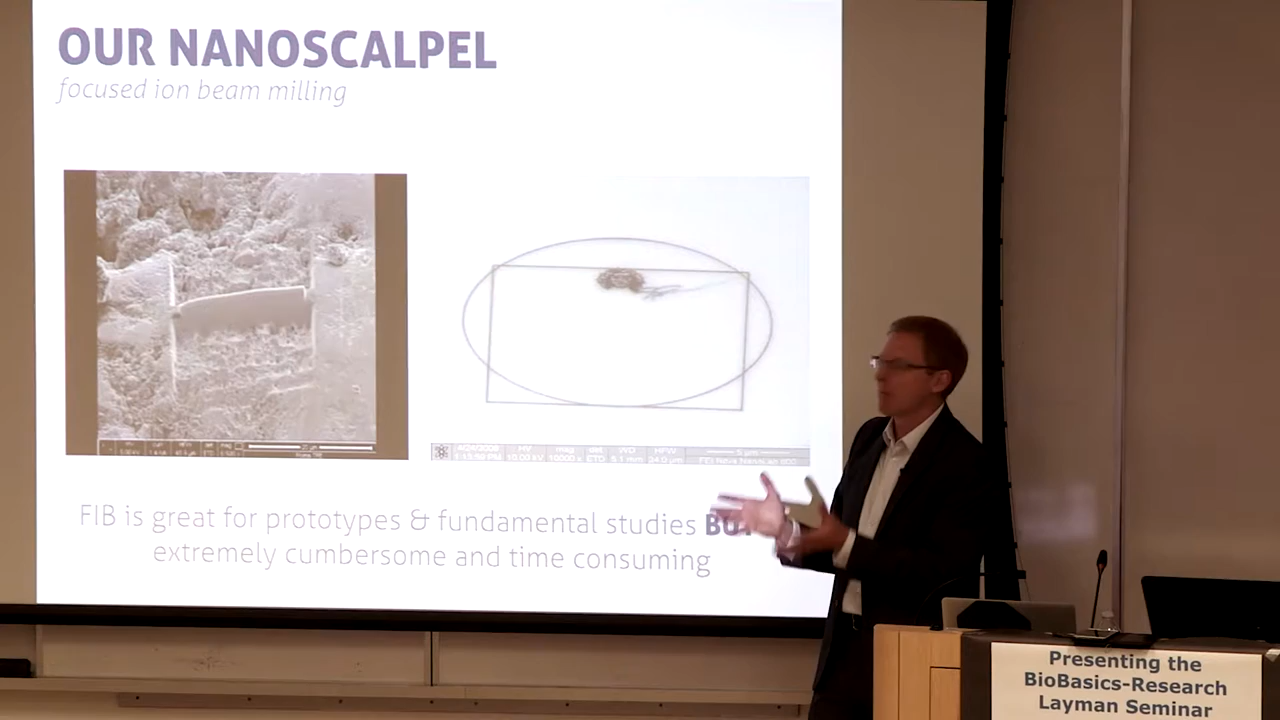 OUR NANOSCALPEL
focused ion beam milling
FIB is great for prototypes & fundamental studies
extremely cumbersome and time consuming
Presenting the
BioBasics-Research
Layman Seminar